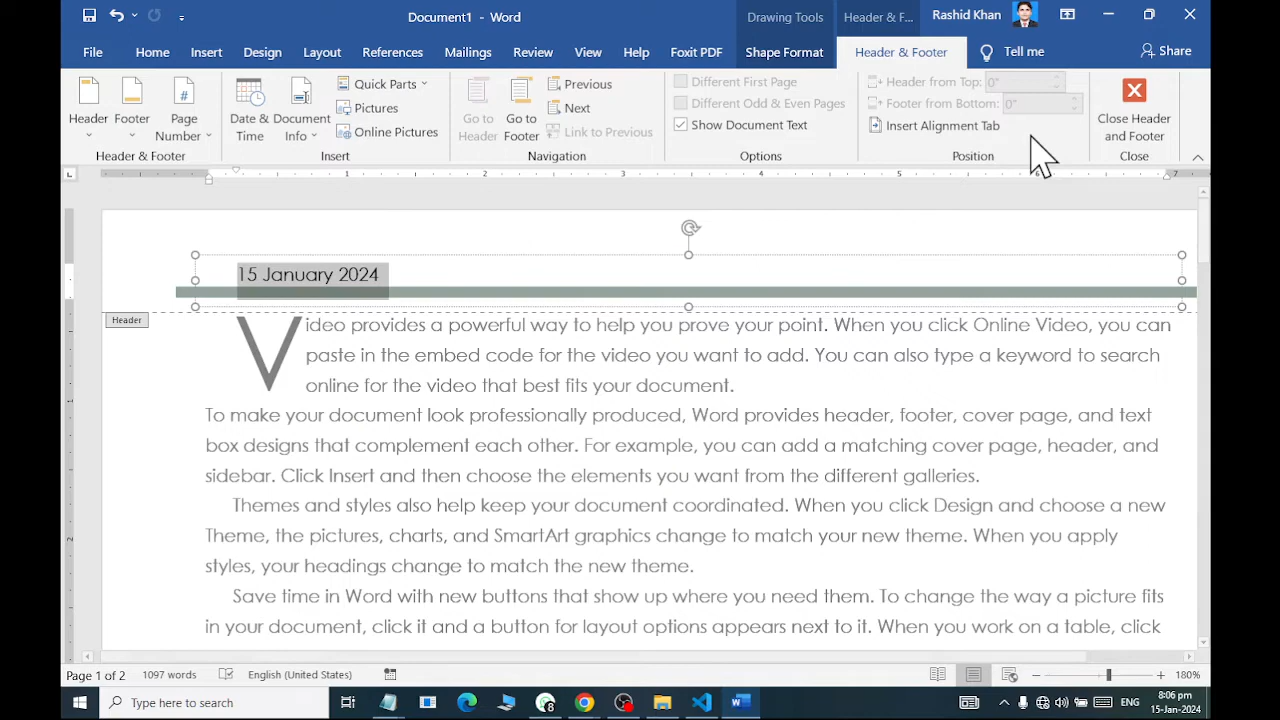 Document1 - Word
Drawing Tools
Header & F...
Rashid Khan
File
Home
Insert
Design
Layout
References
Mailings
Review
View
Help
Foxit PDF
Shape Format
Header & Footer
Tell me
Share
Header
Footer
Page Number
Header & Footer
Date & Time
Document Info
Quick Parts
Pictures
Online Pictures
Insert
Go to Header
Go to Footer
Previous
Next
Link to Previous
Navigation
Different First Page
Different Odd & Even Pages
Show Document Text
Options
Header from Top: 0"
Footer from Bottom: 0"
Insert Alignment Tab
Position
Close Header and Footer
Close
1 2 3 4 5 6 7
15 January 2024
Header
Video provides a powerful way to help you prove your point. When you click Online Video, you can
paste in the embed code for the video you want to add. You can also type a keyword to search
online for the video that best fits your document.
To make your document look professionally produced, Word provides header, footer, cover page, and text
box designs that complement each other. For example, you can add a matching cover page, header, and
sidebar. Click Insert and then choose the elements you want from the different galleries.
Themes and styles also help keep your document coordinated. When you click Design and choose a new
Theme, the pictures, charts, and SmartArt graphics change to match your new theme. When you apply
styles, your headings change to match the new theme.
Save time in Word with new buttons that show up where you need them. To change the way a picture fits
in your document, click it and a button for layout options appears next to it. When you work on a table, click
Page 1 of 2
1097 words
English (United States)
180%
Type here to search
ENG
8:06 pm
15-Jan-2024